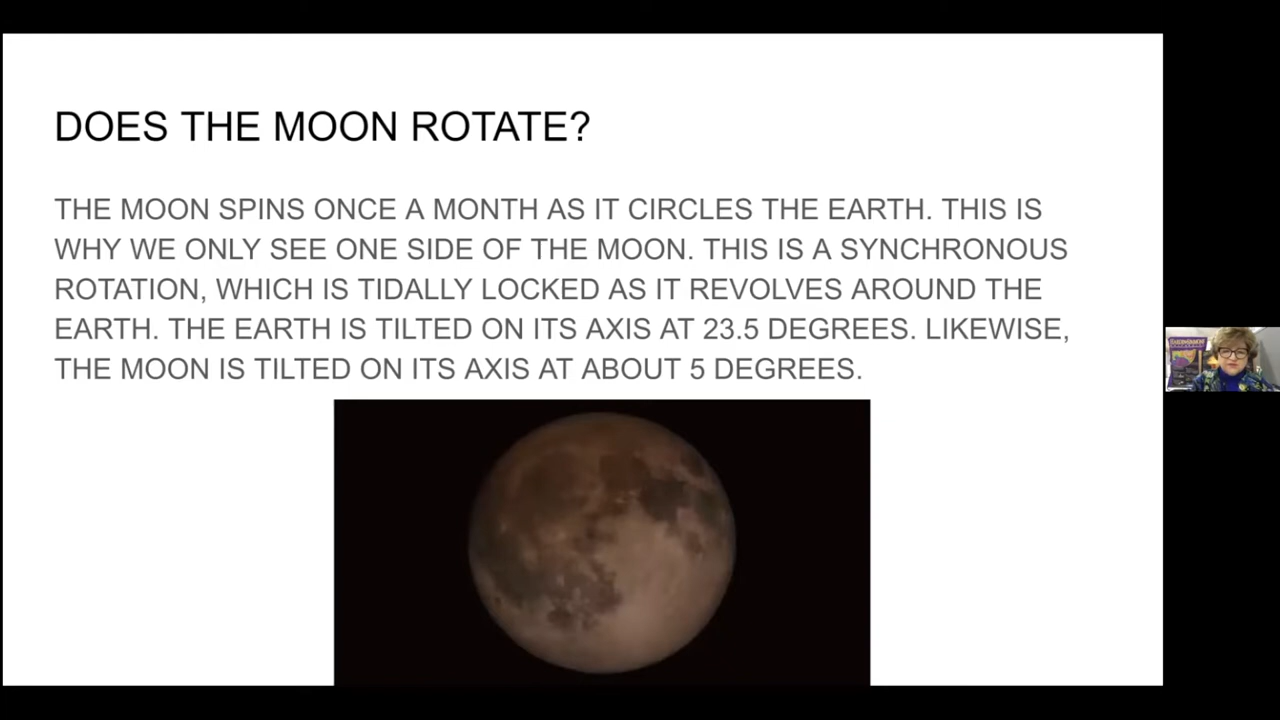 DOES THE MOON ROTATE?
THE MOON SPINS ONCE A MONTH AS IT CIRCLES THE EARTH. THIS IS
WHY WE ONLY SEE ONE SIDE OF THE MOON. THIS IS A SYNCHRONOUS
ROTATION, WHICH IS TIDALLY LOCKED AS IT REVOLVES AROUND THE
EARTH. THE EARTH IS TILTED ON ITS AXIS AT 23.5 DEGREES. LIKEWISE,
THE MOON IS TILTED ON ITS AXIS AT ABOUT 5 DEGREES.